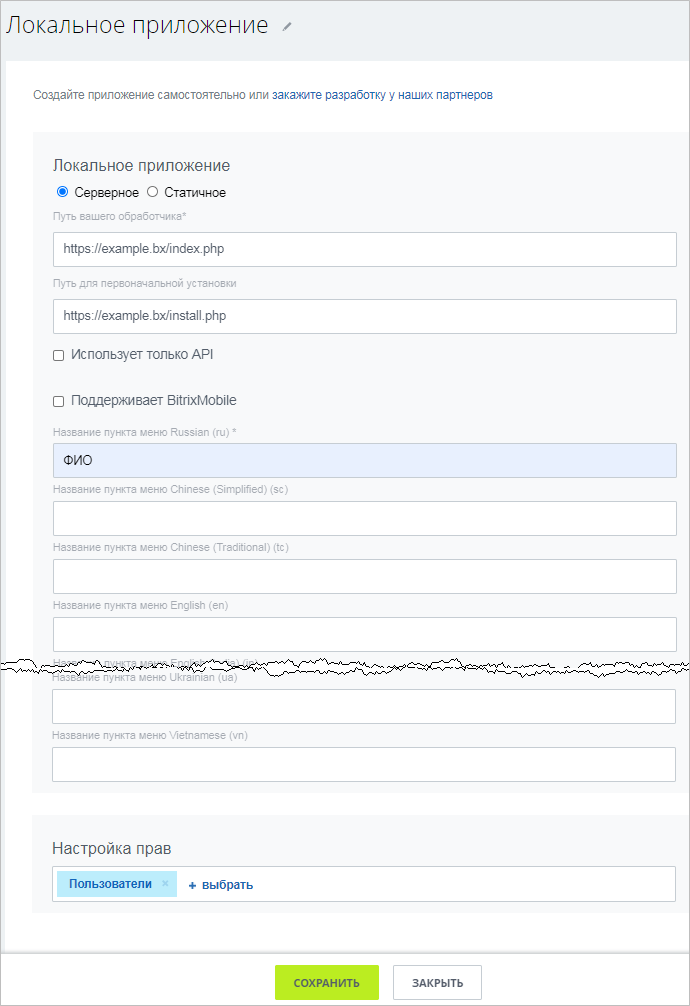 Локальное приложение
Создайте приложение самостоятельно или закажите разработку у наших партнеров
Локальное приложение
Серверное Статичное
Путь вашего обработчика*
https://example.bx/index.php
Путь для первоначальной установки
https://example.bx/install.php
Использует только API
Поддерживает BitrixMobile
Название пункта меню Russian (ru) *
ФИО
Название пункта меню Chinese (Simplified) (sc)
Название пункта меню Chinese (Traditional) (tc)
Название пункта меню English (en)
Название пункта меню Ukrainian (ua)
Название пункта меню Vietnamese (vn)
Настройка прав
Пользователи × + выбрать
СОХРАНИТЬ ЗАКРЫТЬ